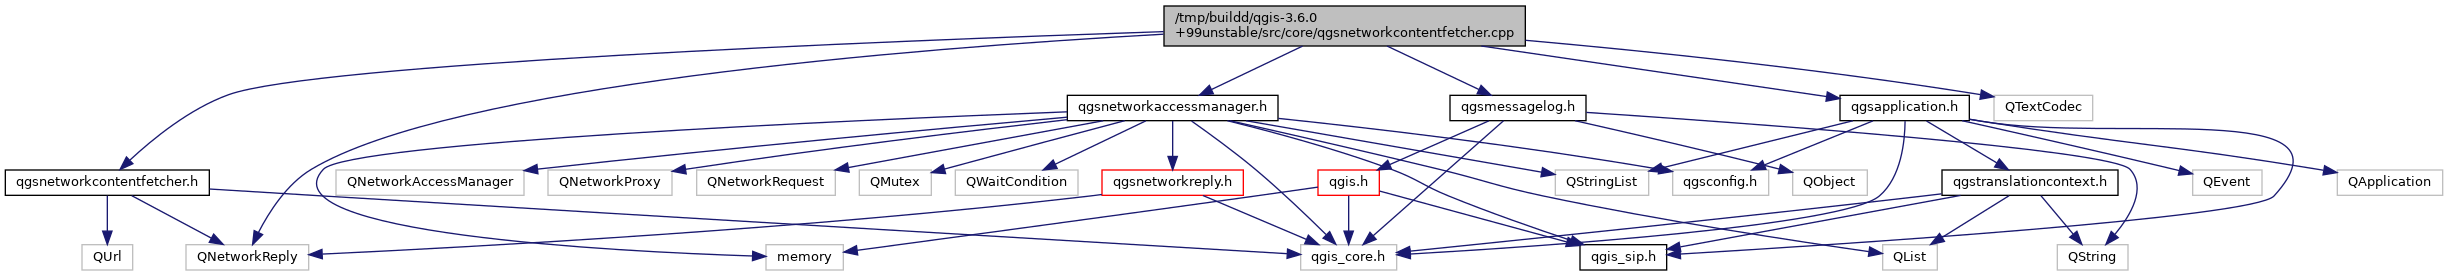 /tmp/buildd/qgis-3.6.0
+99unstable/src/core/qgsnetworkcontentfetcher.cpp
qgsnetworkaccessmanager.h
qgsmessagelog.h
qgsapplication.h
QTextCodec
qgsnetworkcontentfetcher.h
QNetworkAccessManager
QNetworkProxy
QNetworkRequest
QMutex
QWaitCondition
qgsnetworkreply.h
qgis.h
QStringList
qgsconfig.h
QObject
qgstranslationcontext.h
QEvent
QApplication
QUrl
QNetworkReply
memory
qgis_core.h
qgis_sip.h
QList
QString